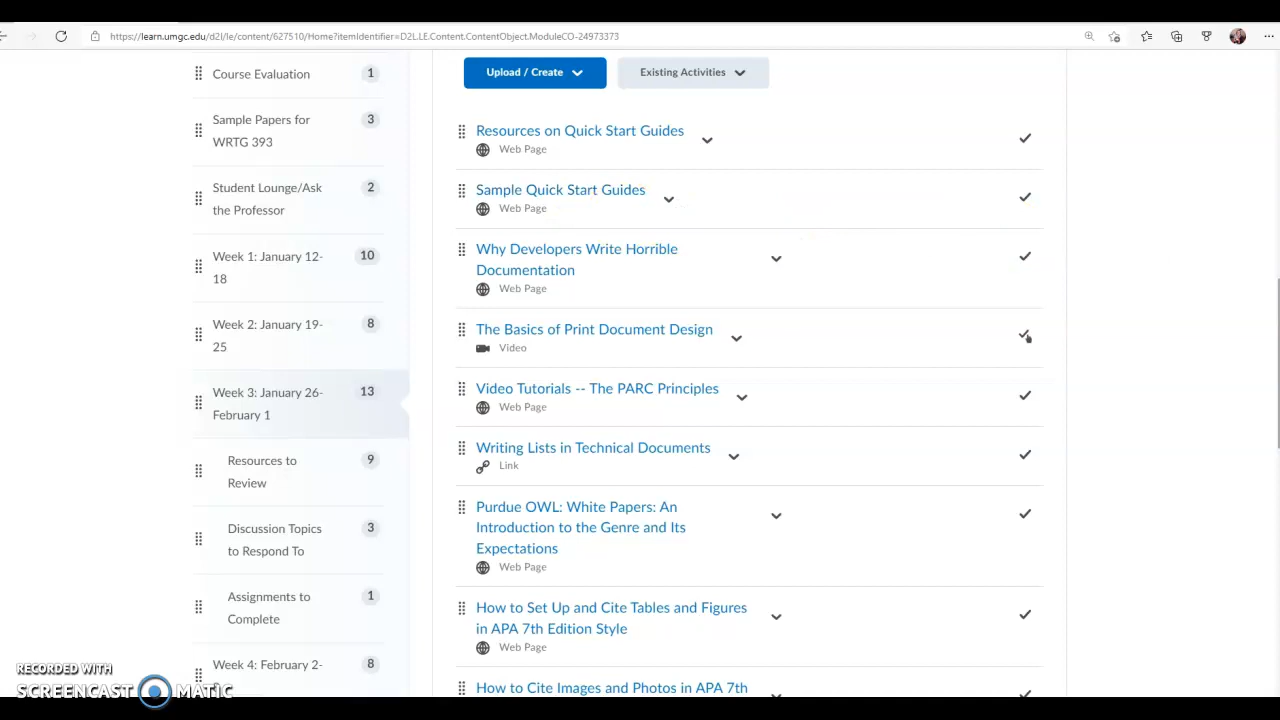 https://learn.umgc.edu/d2l/le/content/627510/Home?itemIdentifier=D2L.LE.Content.ContentObject.ModuleCO-24973373
Course Evaluation 1
Sample Papers for 3
WRTG 393
Student Lounge/Ask 2
the Professor
Week 1: January 12- 10
18
Week 2: January 19- 8
25
Week 3: January 26- 13
February 1
Resources to 9
Review
Discussion Topics 3
to Respond To
Assignments to 1
Complete
Week 4: February 2- 8
Upload / Create
Existing Activities
Resources on Quick Start Guides
Web Page
Sample Quick Start Guides
Web Page
Why Developers Write Horrible
Documentation
Web Page
The Basics of Print Document Design
Video
Video Tutorials -- The PARC Principles
Web Page
Writing Lists in Technical Documents
Link
Purdue OWL: White Papers: An
Introduction to the Genre and Its
Expectations
Web Page
How to Set Up and Cite Tables and Figures
in APA 7th Edition Style
Web Page
How to Cite Images and Photos in APA 7th
RECORDED WITH
SCREENCAST MATIC